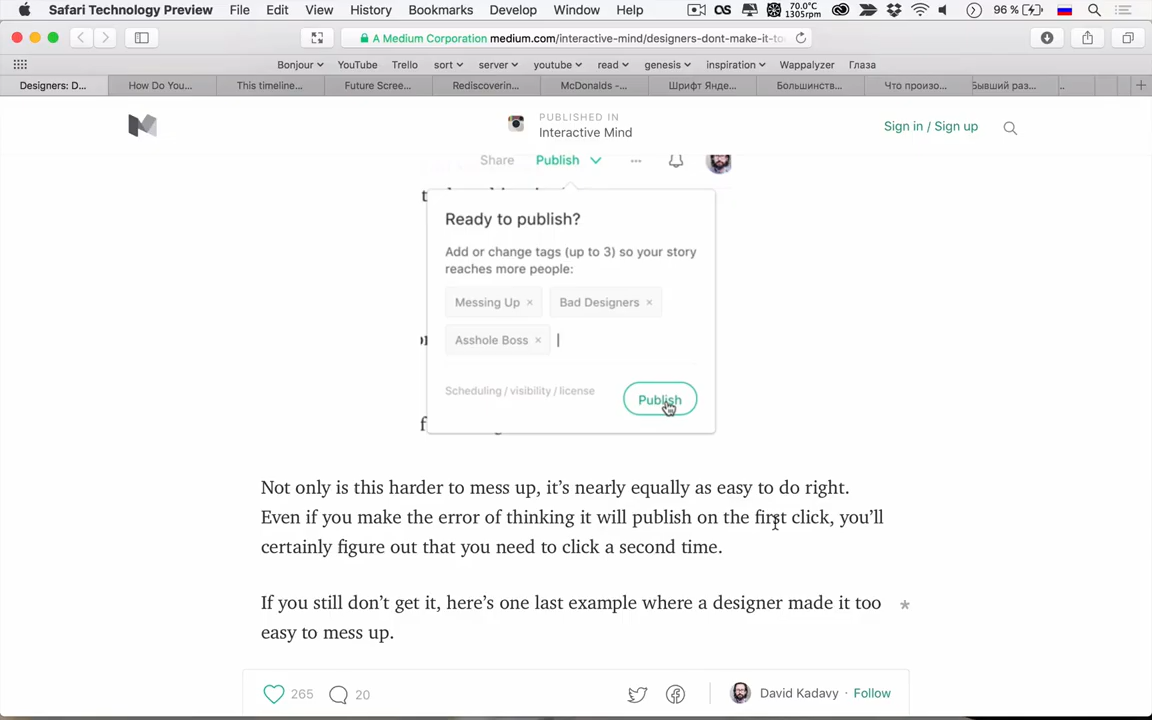 Safari Technology Preview File Edit View History Bookmarks Develop Window Help
70.0°C
1305rpm
96 %
A Medium Corporation medium.com/interactive-mind/designers-dont-make-it-to
Bonjour YouTube Trello sort server youtube read genesis inspiration Wappalyzer Глаза
Designers: D... How Do You... This timeline... Future Scree... Rediscoverin... McDonalds -... Шрифт Янде... Большинств... Что произо... Бывший раз...
PUBLISHED IN
Interactive Mind
Sign in / Sign up
Share Publish
Ready to publish?
Add or change tags (up to 3) so your story
reaches more people:
Messing Up × Bad Designers ×
Asshole Boss ×
Scheduling / visibility / license
Publish
Not only is this harder to mess up, it’s nearly equally as easy to do right.
Even if you make the error of thinking it will publish on the first click, you’ll
certainly figure out that you need to click a second time.
If you still don’t get it, here’s one last example where a designer made it too *
easy to mess up.
265 20 David Kadavy · Follow